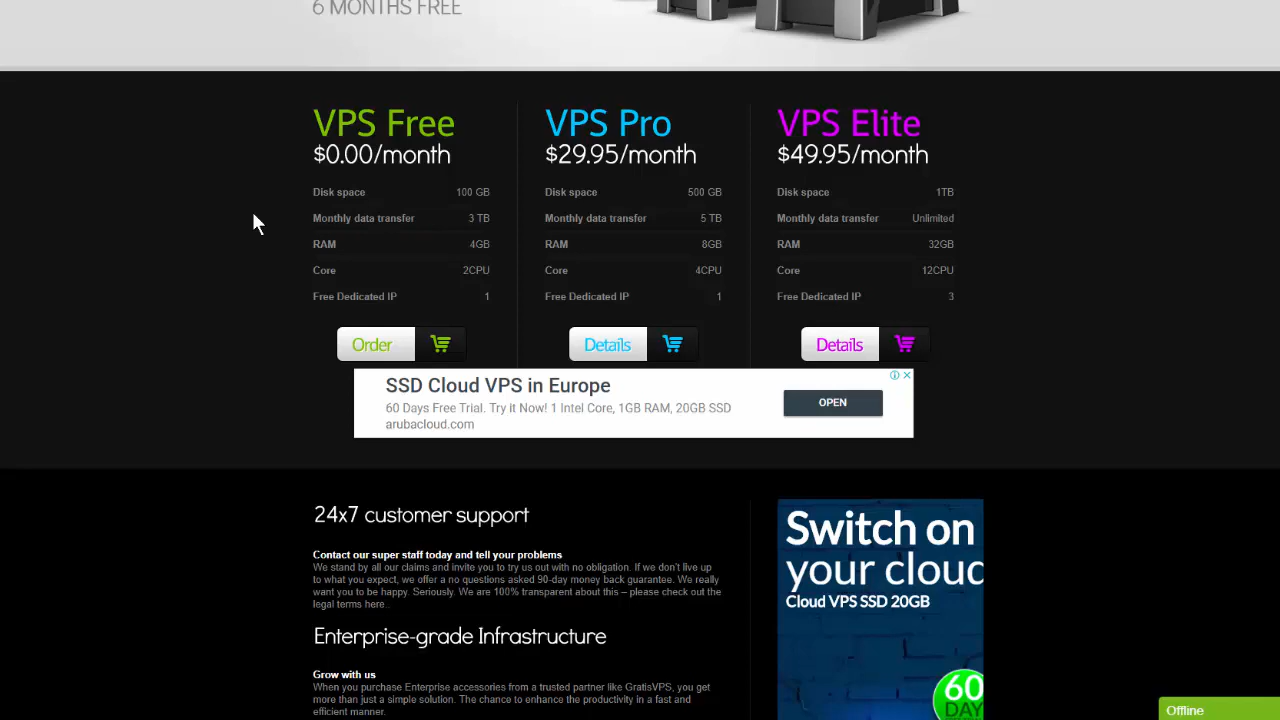 6 MONTHS FREE
VPS Free
$0.00/month
Disk space 100 GB
Monthly data transfer 3 TB
RAM 4GB
Core 2CPU
Free Dedicated IP 1
Order
VPS Pro
$29.95/month
Disk space 500 GB
Monthly data transfer 5 TB
RAM 8GB
Core 4CPU
Free Dedicated IP 1
Details
VPS Elite
$49.95/month
Disk space 1TB
Monthly data transfer Unlimited
RAM 32GB
Core 12CPU
Free Dedicated IP 3
Details
SSD Cloud VPS in Europe
60 Days Free Trial. Try it Now! 1 Intel Core, 1GB RAM, 20GB SSD
arubacloud.com
OPEN
24x7 customer support
Contact our super staff today and tell your problems
We stand by all our claims and invite you to try us out with no obligation. If we don't live up
to what you expect, we offer a no questions asked 90-day money back guarantee. We really
want you to be happy. Seriously. We are 100% transparent about this – please check out the
legal terms here..
Enterprise-grade Infrastructure
Grow with us
When you purchase Enterprise accessories from a trusted partner like GratisVPS, you get
more than just a simple solution. The chance to enhance the productivity in a fast and
efficient manner.
Switch on
your cloud
Cloud VPS SSD 20GB
60
DAY
Offline